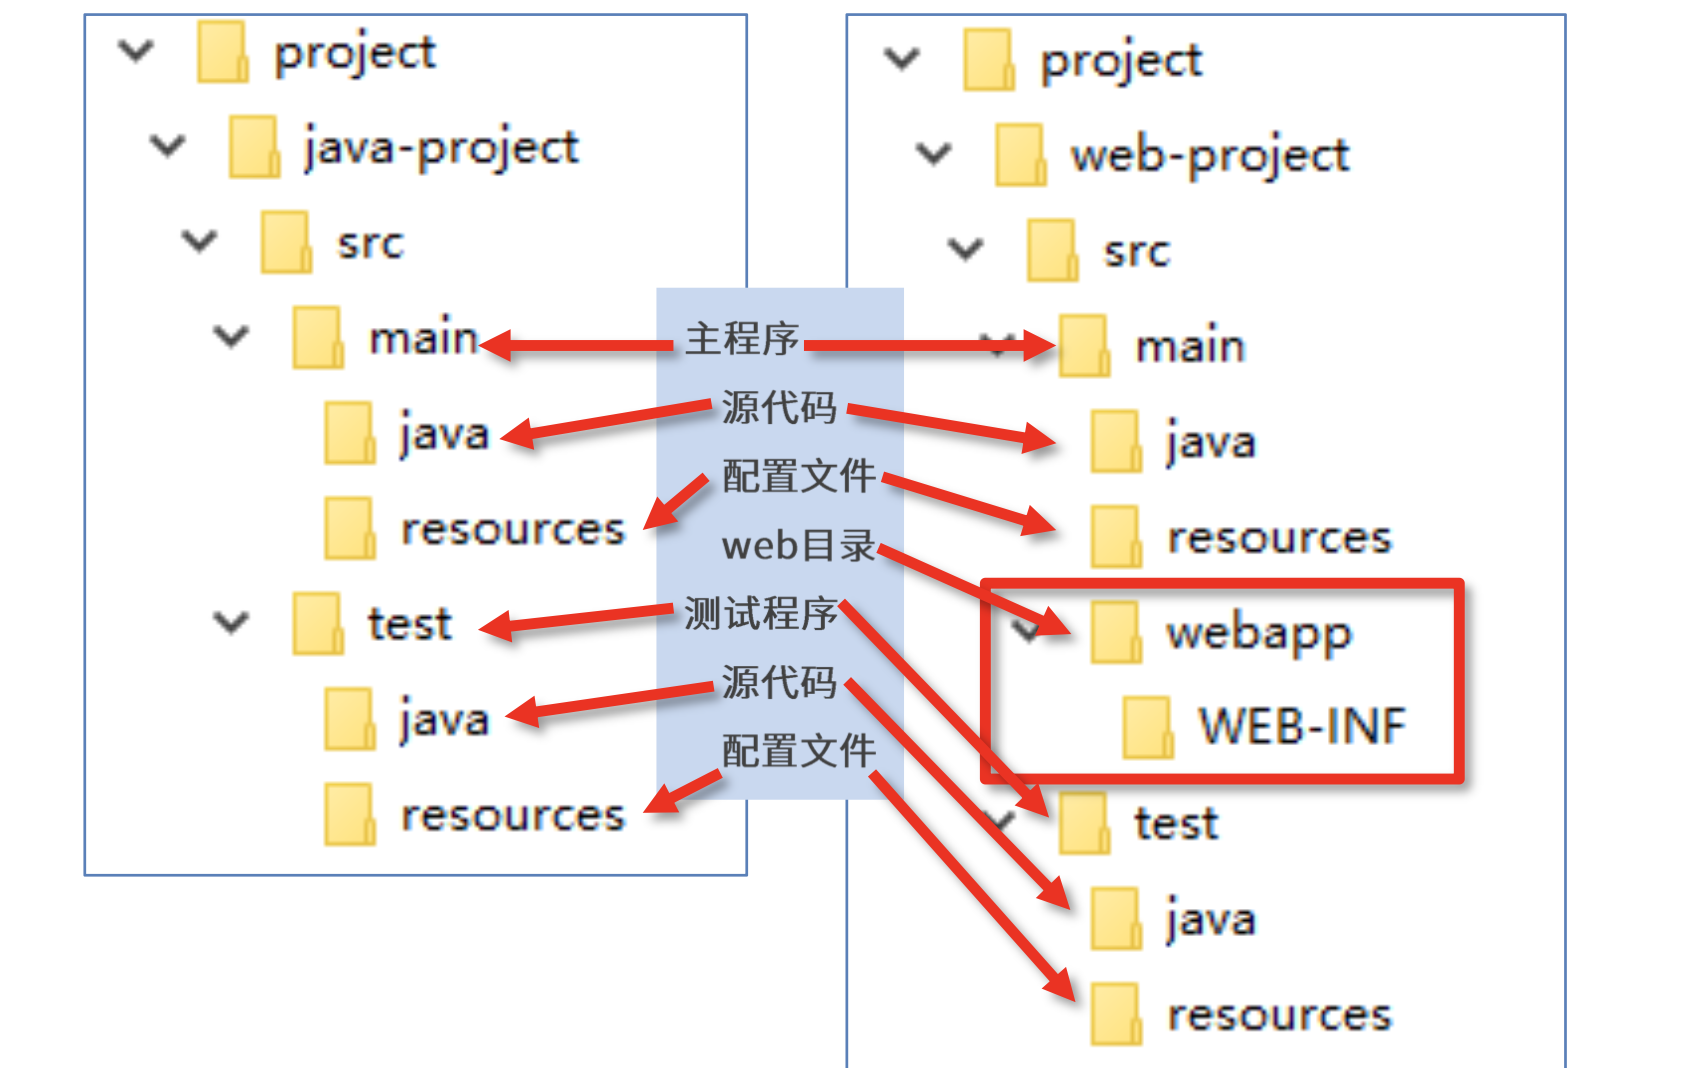 project
java-project
src
main
java
resources
test
java
resources
主程序
源代码
配置文件
web目录
测试程序
源代码
配置文件
project
web-project
src
main
java
resources
webapp
WEB-INF
test
java
resources